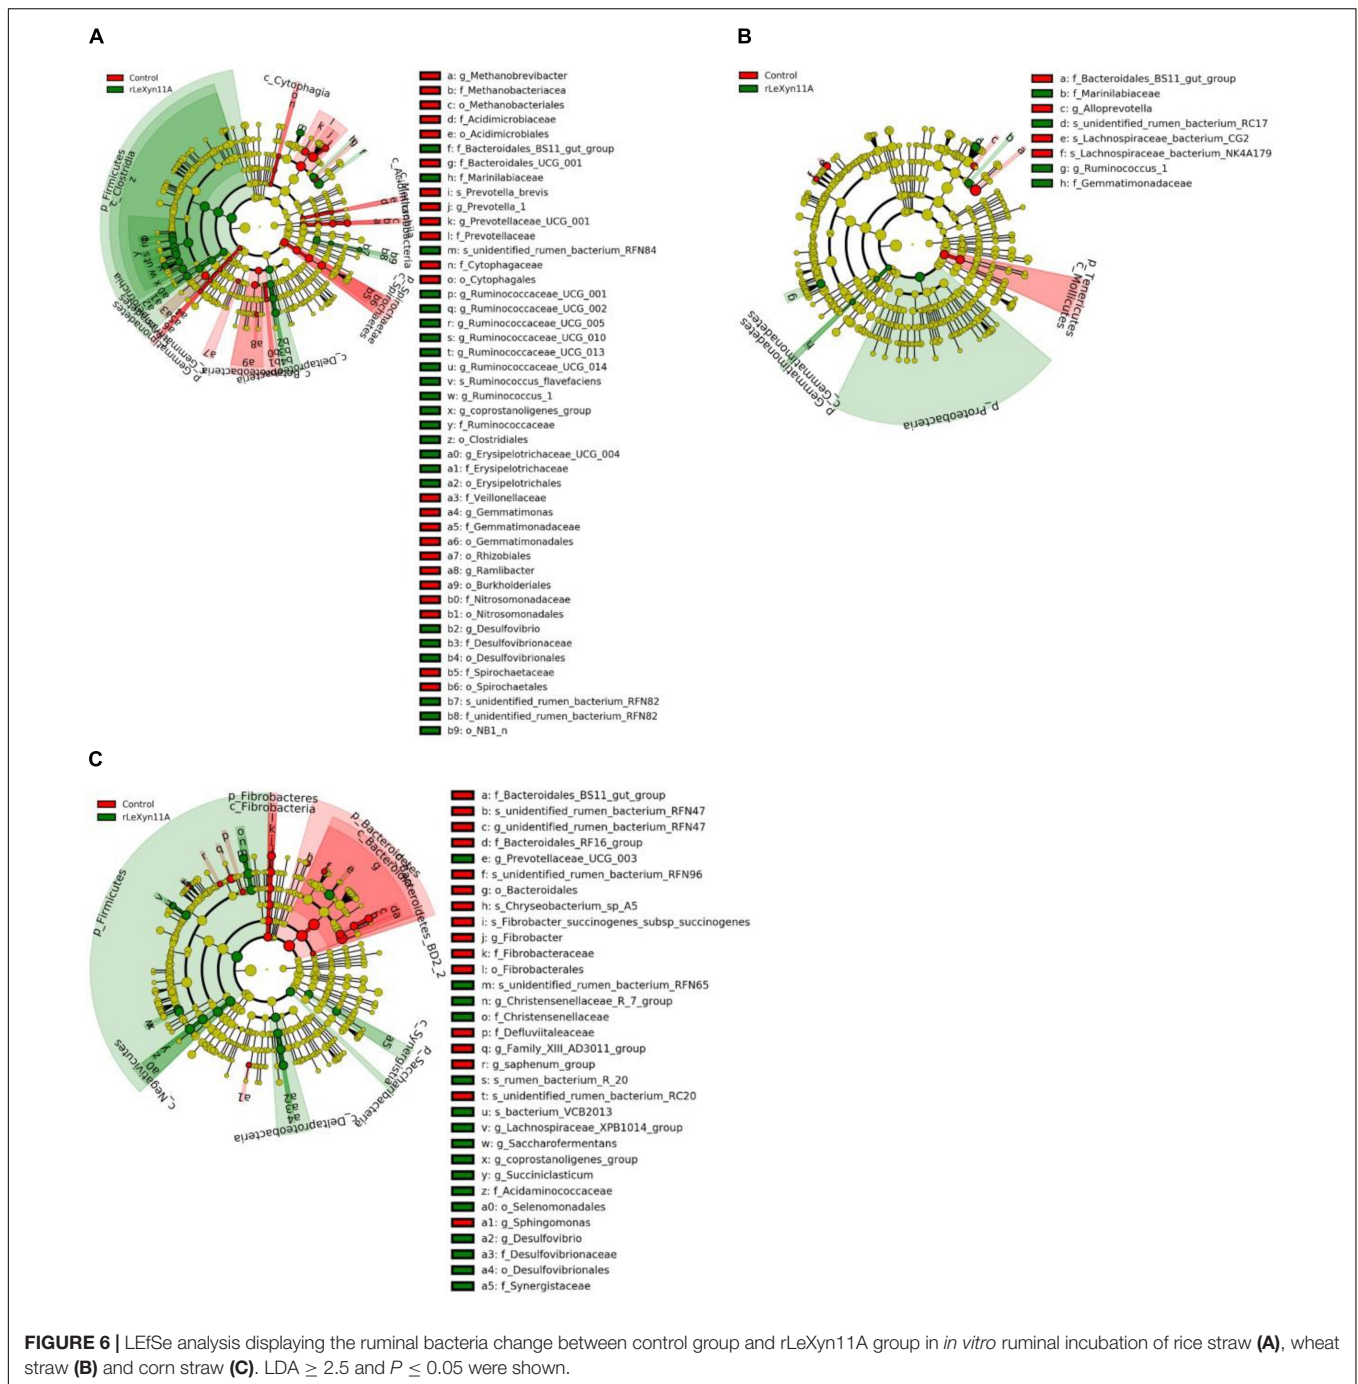 A
Control
rLeXyn11A
c_Cytophagia
p_Firmicutes
c_Clostridia
c_Deltaproteobacteria
c_Betaproteobacteria
p_Spirochaetae
c_Spirochaetes
a: g_Methanobrevibacter
b: f_Methanobacteriacea
c: o_Methanobacteriales
d: f_Acidimicrobiaceae
e: o_Acidimicrobiales
f: f_Bacteroidales_BS11_gut_group
g: f_Bacteroidales_UCG_001
h: f_Marinilabiaceae
i: s_Prevotella_brevis
j: g_Prevotella_1
k: g_Prevotellaceae_UCG_001
l: f_Prevotellaceae
m: s_unidentified_rumen_bacterium_RFN84
n: f_Cytophagaceae
o: o_Cytophagales
p: g_Ruminococcaceae_UCG_001
q: g_Ruminococcaceae_UCG_002
r: g_Ruminococcaceae_UCG_005
s: g_Ruminococcaceae_UCG_010
t: g_Ruminococcaceae_UCG_013
u: g_Ruminococcaceae_UCG_014
v: s_Ruminococcus_flavefaciens
w: g_Ruminococcus_1
x: g_coprostanoligenes_group
y: f_Ruminococcaceae
z: o_Clostridiales
a0: g_Erysipelotrichaceae_UCG_004
a1: f_Erysipelotrichaceae
a2: o_Erysipelotrichales
a3: f_Veillonellaceae
a4: g_Gemmatimonas
a5: f_Gemmatimonadaceae
a6: o_Gemmatimonadales
a7: o_Rhizobiales
a8: g_Ramlibacter
a9: o_Burkholderiales
b0: f_Nitrosomonadaceae
b1: o_Nitrosomonadales
b2: g_Desulfovibrio
b3: f_Desulfovibrionaceae
b4: o_Desulfovibrionales
b5: f_Spirochaetaceae
b6: o_Spirochaetales
b7: s_unidentified_rumen_bacterium_RFN82
b8: f_unidentified_rumen_bacterium_RFN82
b9: o_NB1_n
B
Control
rLeXyn11A
p_Tenericutes
c_Mollicutes
p_Proteobacteria
c_Gemmatimonadetes
p_Gemmatimonadetes
a: f_Bacteroidales_BS11_gut_group
b: f_Marinilabiaceae
c: g_Alloprevotella
d: s_unidentified_rumen_bacterium_RC17
e: s_Lachnospiraceae_bacterium_CG2
f: s_Lachnospiraceae_bacterium_NK4A179
g: g_Ruminococcus_1
h: f_Gemmatimonadaceae
C
Control
rLeXyn11A
p_Fibrobacteres
c_Fibrobacteria
p_Firmicutes
c_Negativicutes
c_Deltaproteobacteria
p_Saccharibacteria
c_Synergistia
p_Bacteroidetes
a: f_Bacteroidales_BS11_gut_group
b: s_unidentified_rumen_bacterium_RFN47
c: g_unidentified_rumen_bacterium_RFN47
d: f_Bacteroidales_RF16_group
e: g_Prevotellaceae_UCG_003
f: s_unidentified_rumen_bacterium_RFN96
g: o_Bacteroidales
h: s_Chryseobacterium_sp_A5
i: s_Fibrobacter_succinogenes_subsp_succinogenes
j: g_Fibrobacter
k: f_Fibrobacteraceae
l: o_Fibrobacterales
m: s_unidentified_rumen_bacterium_RFN65
n: g_Christensenellaceae_R_7_group
o: f_Christensenellaceae
p: f_Defluviitaleaceae
q: g_Family_XIII_AD3011_group
r: g_saphenum_group
s: s_rumen_bacterium_R_20
t: s_unidentified_rumen_bacterium_RC20
u: s_bacterium_VCB2013
v: g_Lachnospiraceae_XPB1014_group
w: g_Saccharofermentans
x: g_coprostanoligenes_group
y: g_Succiniclasticum
z: f_Acidaminococcaceae
a0: o_Selenomonadales
a1: g_Sphingomonas
a2: g_Desulfovibrio
a3: f_Desulfovibrionaceae
a4: o_Desulfovibrionales
a5: f_Synergistaceae
FIGURE 6 | LEfSe analysis displaying the ruminal bacteria change between control group and rLeXyn11A group in in vitro ruminal incubation of rice straw (A), wheat
straw (B) and corn straw (C). LDA ≥ 2.5 and P ≤ 0.05 were shown.